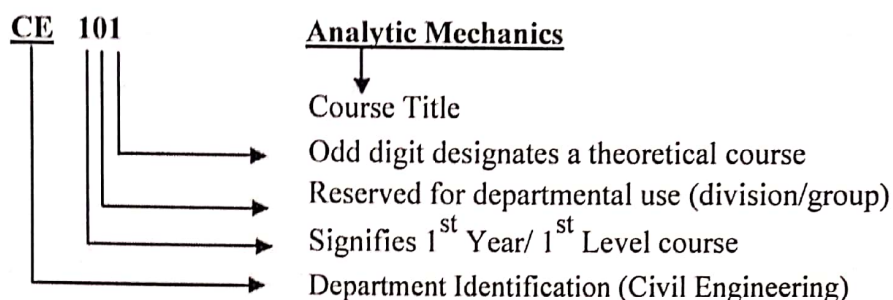 CE 101 Analytic Mechanics
Course Title
Odd digit designates a theoretical course
Reserved for departmental use (division/group)
Signifies 1st Year/ 1st Level course
Department Identification (Civil Engineering)